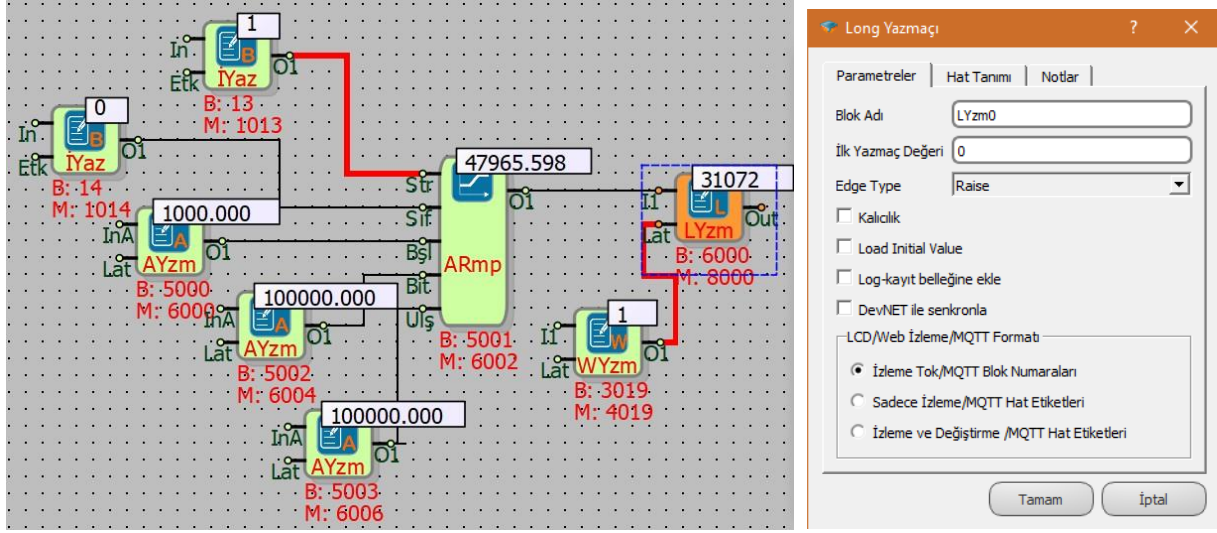 1
In
B
O1
Etk
İYaz
B: 13
M: 1013
0
In
B
O1
Etk
İYaz
B: 14
M: 1014
1000.000
InA
A
O1
Lat
AYzm
B: 5000
M: 6000
100000.000
InA
A
O1
Lat
AYzm
B: 5002
M: 6004
100000.000
InA
A
O1
Lat
AYzm
B: 5003
M: 6006
47965.598
Str
O1
Sıf
Bşl
ARmp
Bit
Ulş
B: 5001
M: 6002
31072
I1
L
Out
Lat
LYzm
B: 6000
M: 8000
1
I1
W
O1
Lat
WYzm
B: 3019
M: 4019
Long Yazmaçı
?
Parametreler
Hat Tanımı
Notlar
Blok Adı
LYzm0
İlk Yazmaç Değeri
0
Edge Type
Raise
Kalıcılık
Load Initial Value
Log-kayıt belleğine ekle
DevNET ile senkronla
LCD/Web İzleme/MQTT Formatı
İzleme Tok/MQTT Blok Numaraları
Sadece İzleme/MQTT Hat Etiketleri
İzleme ve Değiştirme /MQTT Hat Etiketleri
Tamam
İptal